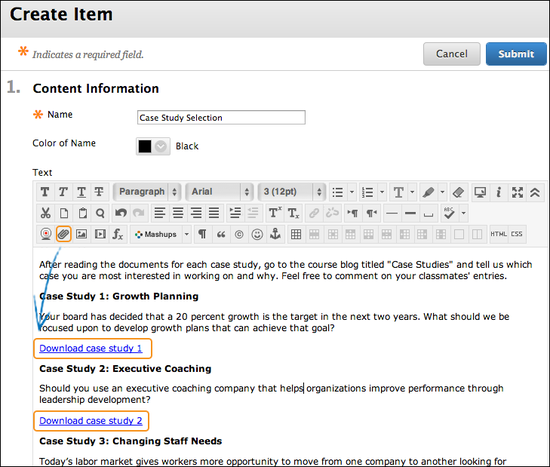 Create Item
* Indicates a required field.
Cancel
Submit
1. Content Information
* Name
Case Study Selection
Color of Name
Black
Text
T T T T Paragraph Arial 3 (12pt) T
Tx Tx ABC
fx Mashups ¶ “ © HTML CSS
After reading the documents for each case study, go to the course blog titled "Case Studies" and tell us which
case you are most interested in working on and why. Feel free to comment on your classmates' entries.
Case Study 1: Growth Planning
Your board has decided that a 20 percent growth is the target in the next two years. What should we be
focused upon to develop growth plans that can achieve that goal?
Download case study 1
Case Study 2: Executive Coaching
Should you use an executive coaching company that helps organizations improve performance through
leadership development?
Download case study 2
Case Study 3: Changing Staff Needs
Today's labor market gives workers more opportunity to move from one company to another looking for